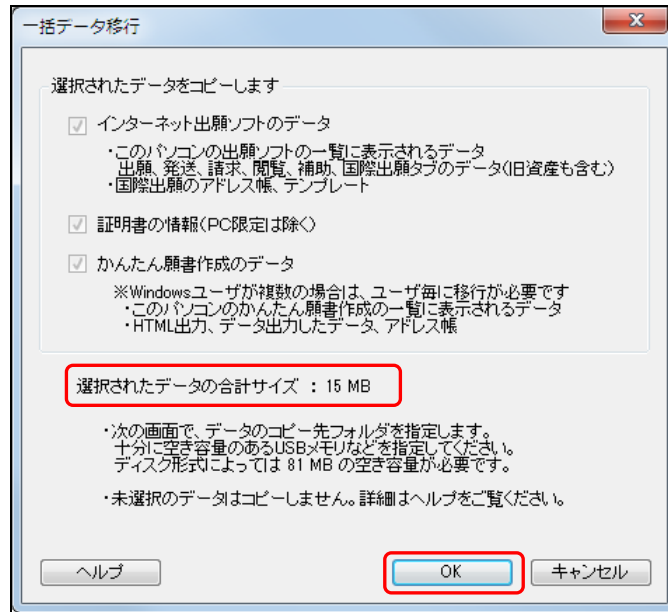 一括データ移行
選択されたデータをコピーします
インターネット出願ソフトのデータ
・このパソコンの出願ソフトの一覧に表示されるデータ
出願、発送、請求、閲覧、補助、国際出願タブのデータ(旧資産も含む)
・国際出願のアドレス帳、テンプレート
証明書の情報(PC限定は除く)
かんたん願書作成のデータ
※Windowsユーザが複数の場合は、ユーザ毎に移行が必要です
・このパソコンのかんたん願書作成の一覧に表示されるデータ
・HTML出力、データ出力したデータ、アドレス帳
選択されたデータの合計サイズ : 15 MB
・次の画面で、データのコピー先フォルダを指定します。
十分に空き容量のあるUSBメモリなどを指定してください。
ディスク形式によっては 81 MB の空き容量が必要です。
・未選択のデータはコピーしません。詳細はヘルプをご覧ください。
ヘルプ
OK
キャンセル